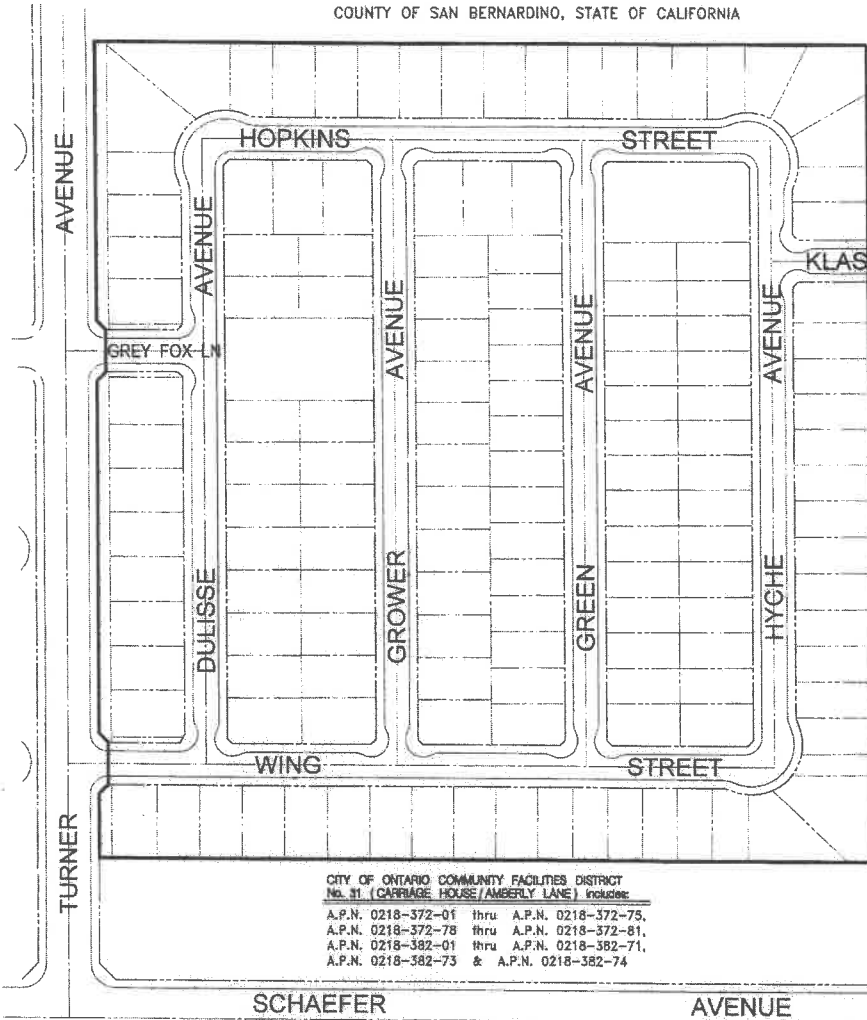 COUNTY OF SAN BERNARDINO, STATE OF CALIFORNIA
HOPKINS STREET
AVENUE
AVENUE
KLAS
GREY FOX LN
AVENUE
AVENUE
AVENUE
DULISSE
GROWER
GREEN
HYCHE
WING STREET
TURNER
CITY OF ONTARIO COMMUNITY FACILITIES DISTRICT
No. 31 (CARRIAGE HOUSE/AMBERLY LANE) includes:
A.P.N. 0218-372-01 thru A.P.N. 0218-372-75,
A.P.N. 0218-372-78 thru A.P.N. 0218-372-81,
A.P.N. 0218-382-01 thru A.P.N. 0218-382-71,
A.P.N. 0218-382-73 & A.P.N. 0218-382-74
SCHAEFER AVENUE